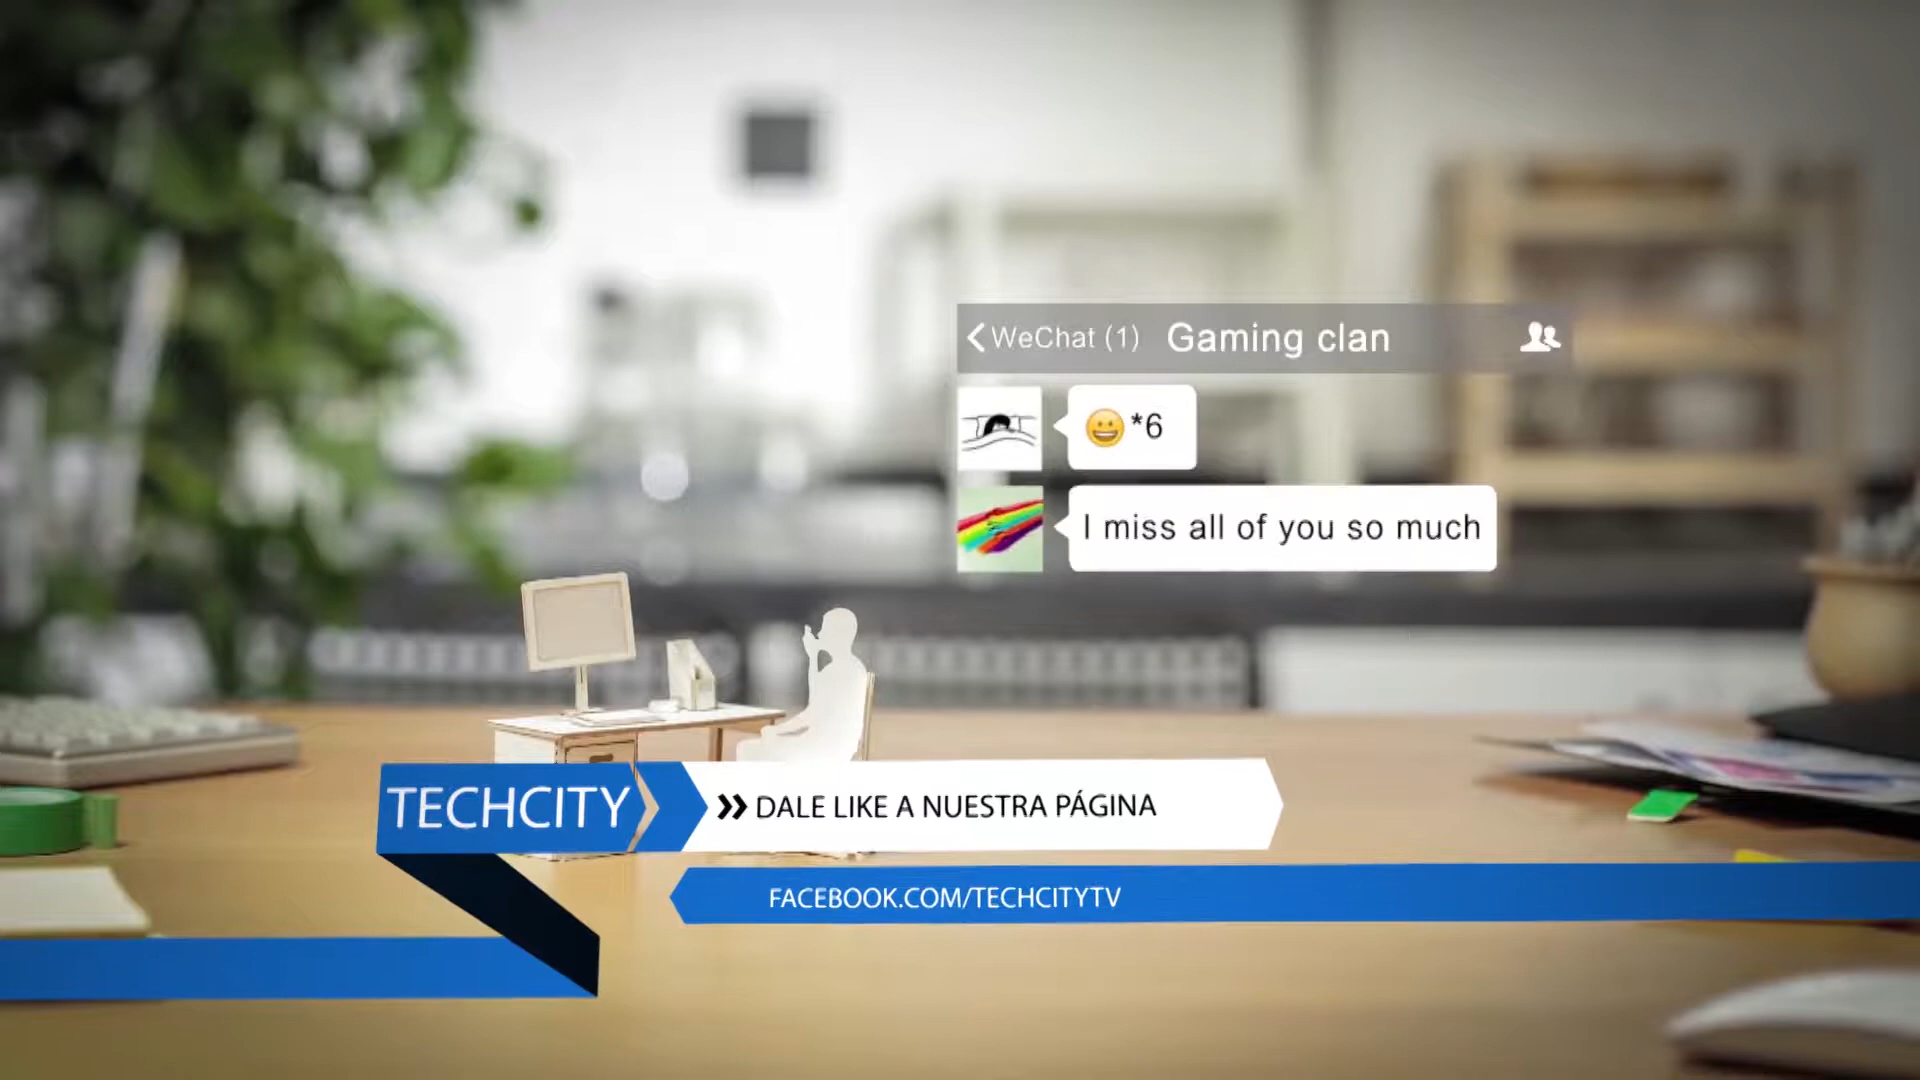 WeChat (1) Gaming clan
😀*6
I miss all of you so much
TECHCITY
DALE LIKE A NUESTRA PÁGINA
FACEBOOK.COM/TECHCITYTV